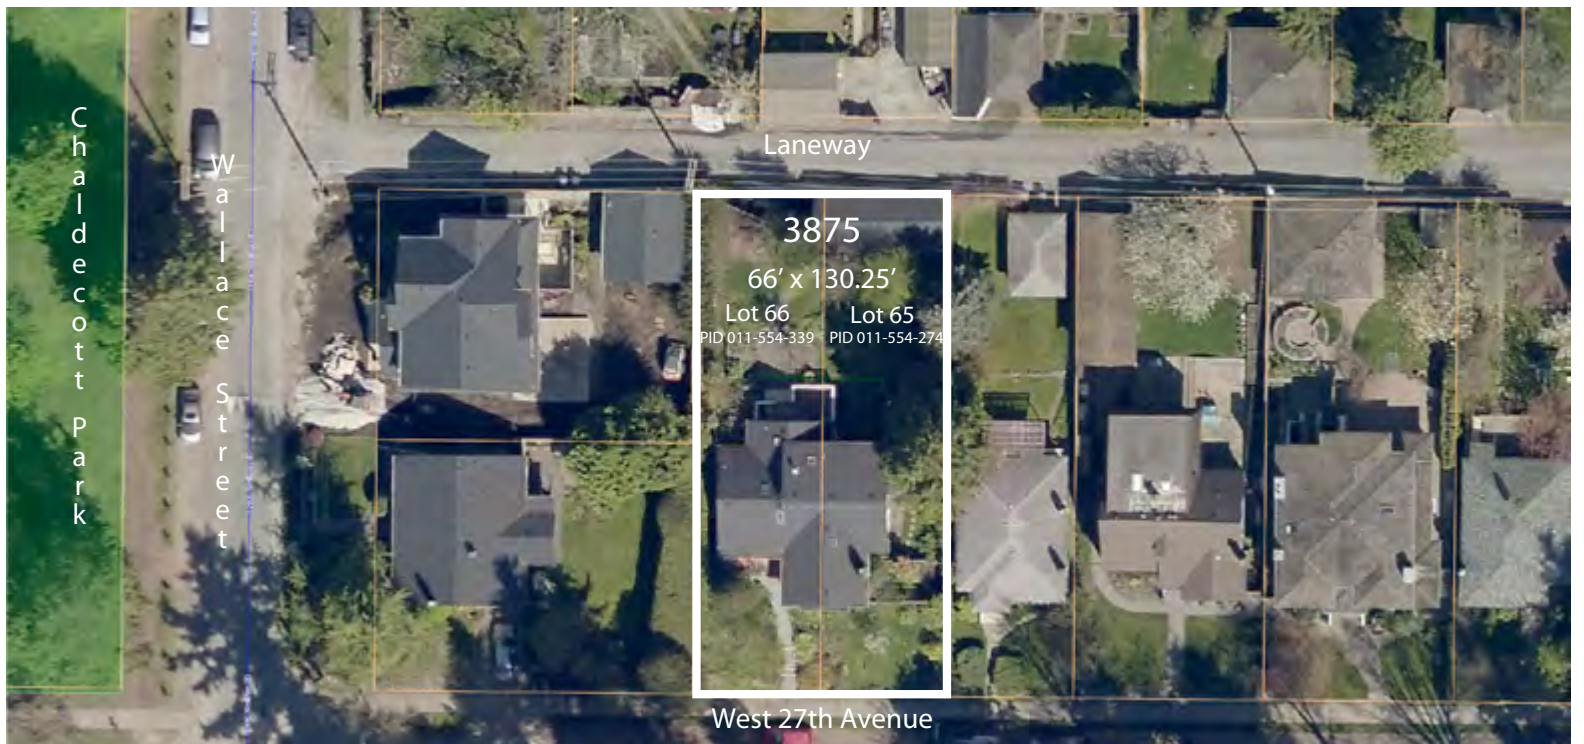 Chaldecott Park
Wallace Street
Laneway
3875
66’ x 130.25’
Lot 66
PID 011-554-339
Lot 65
PID 011-554-274
West 27th Avenue